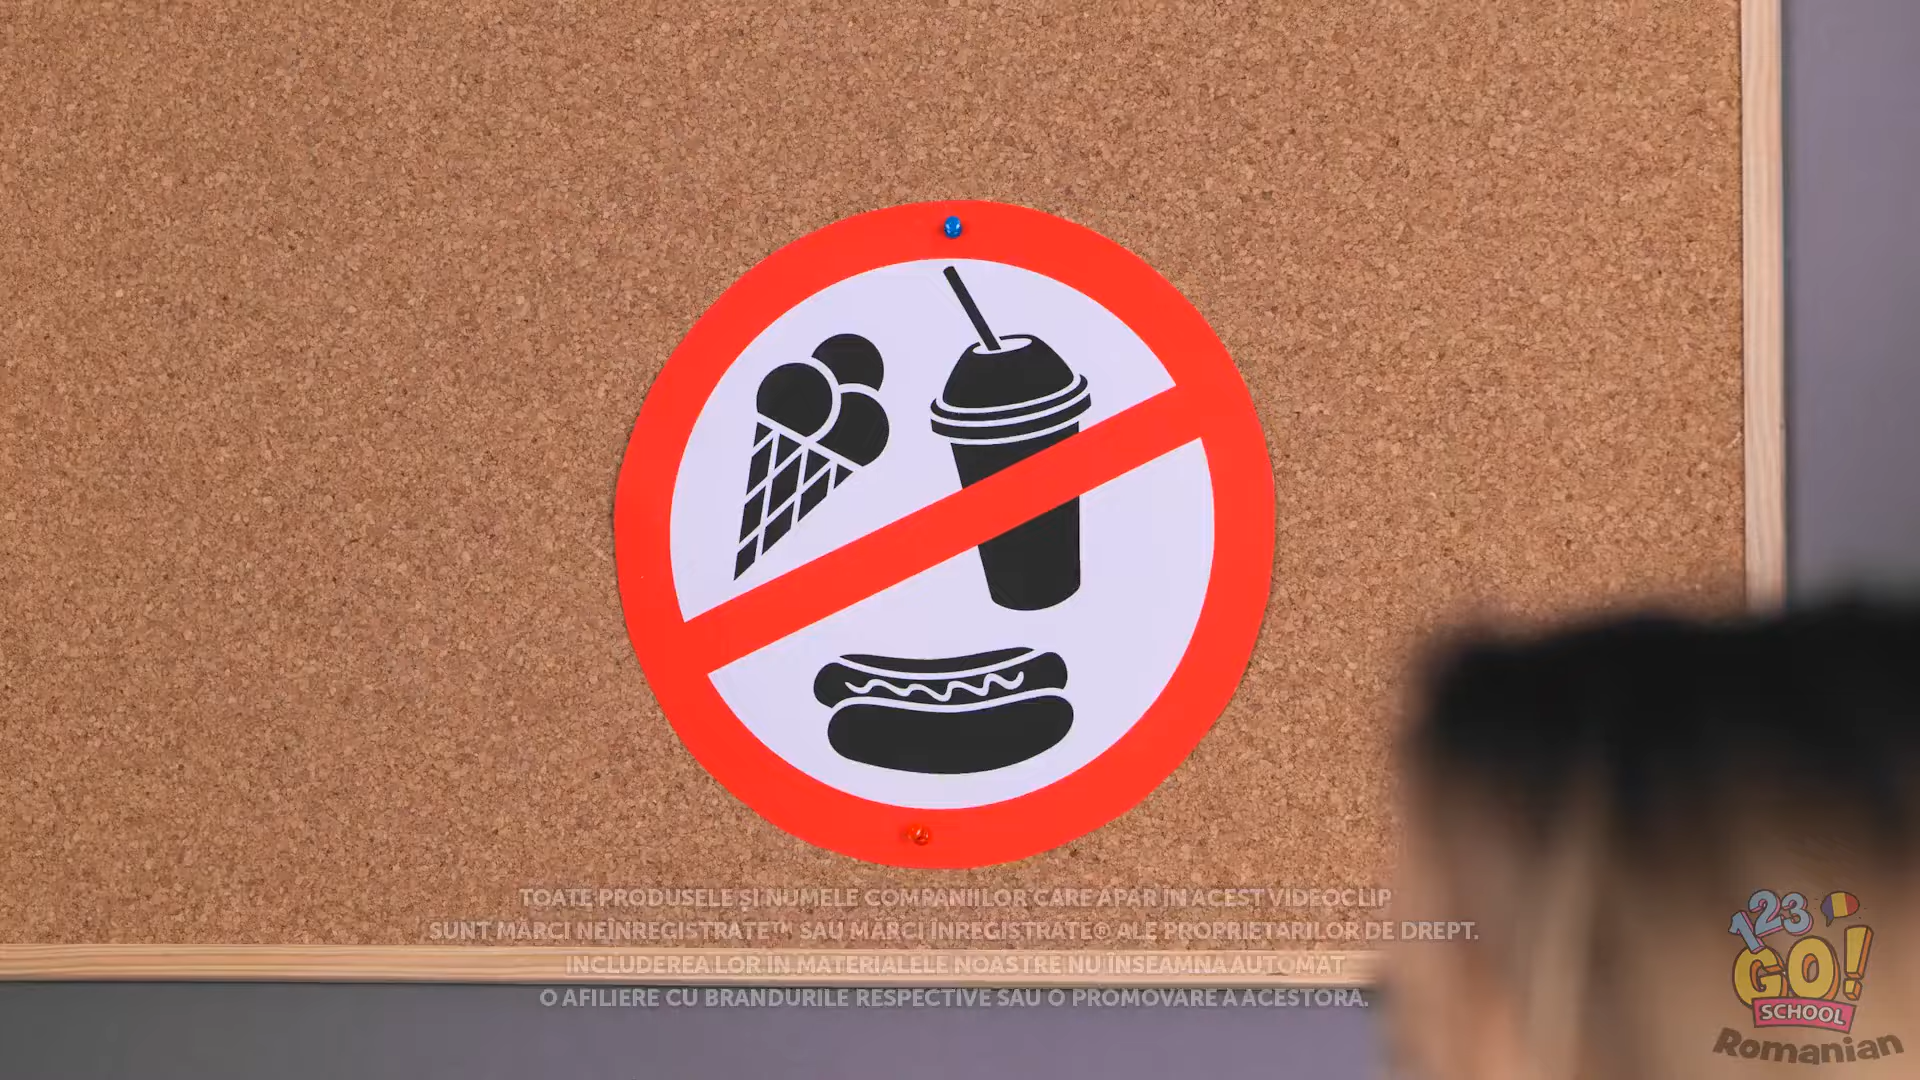 TOATE PRODUSELE ȘI NUMELE COMPANIILOR CARE APAR ÎN ACEST VIDEOCLIP
SUNT MĂRCI NEÎNREGISTRATE™ SAU MĂRCI ÎNREGISTRATE® ALE PROPRIETARILOR DE DREPT.
INCLUDEREA LOR ÎN MATERIALELE NOASTRE NU ÎNSEAMNĂ AUTOMAT
O AFILIERE CU BRANDURILE RESPECTIVE SAU O PROMOVARE A ACESTORA.
123
GO!
SCHOOL
Romanian